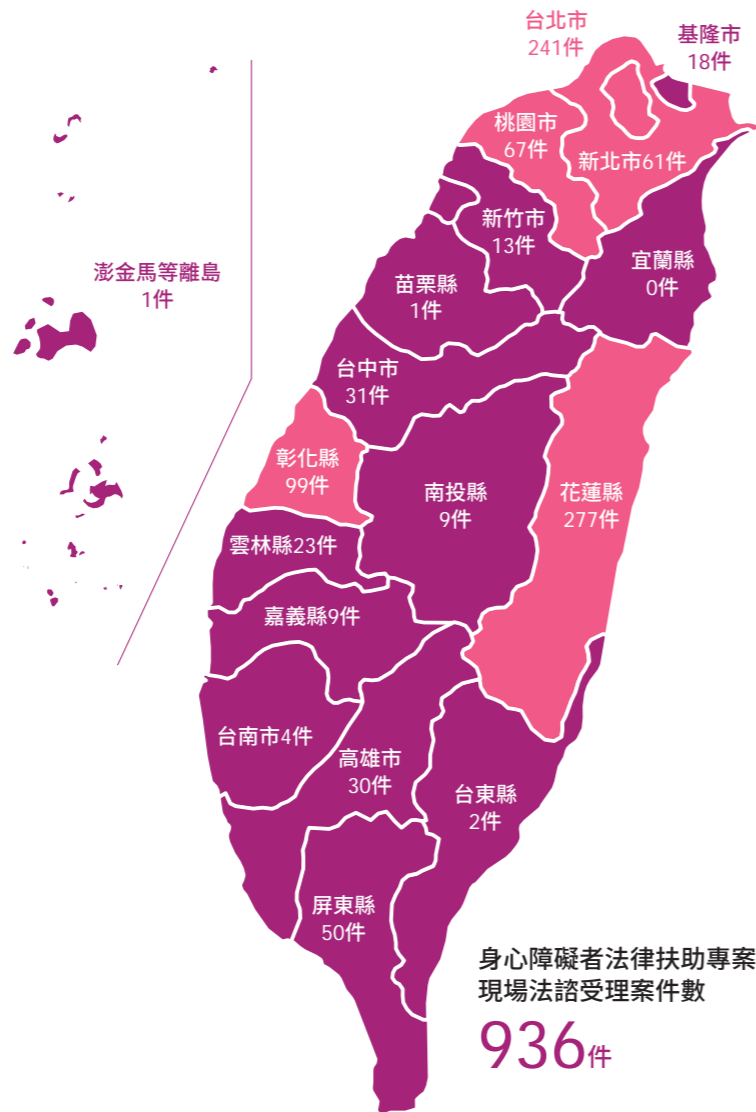 台北市
241件
基隆市
18件
桃園市
67件
新北市61件
新竹市
13件
宜蘭縣
0件
澎金馬等離島
1件
苗栗縣
1件
台中市
31件
彰化縣
99件
南投縣
9件
花蓮縣
277件
雲林縣23件
嘉義縣9件
台南市4件
高雄市
30件
台東縣
2件
屏東縣
50件
身心障礙者法律扶助專案
現場法諮受理案件數
936件